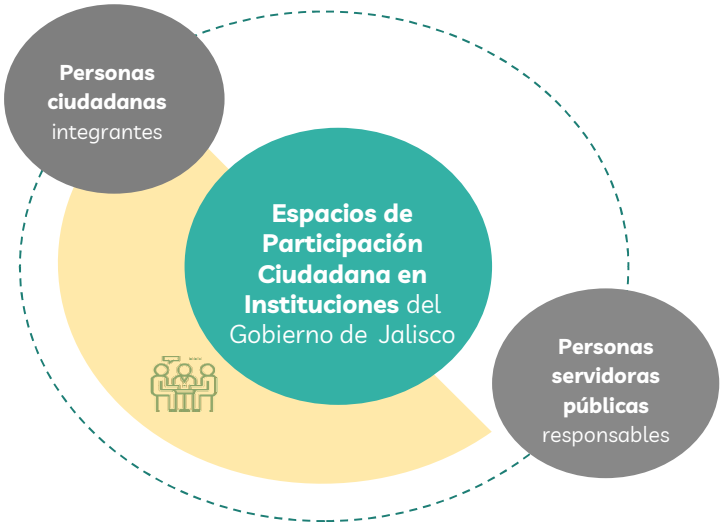 Personas
ciudadanas
integrantes
Espacios de
Participación
Ciudadana en
Instituciones del
Gobierno de Jalisco
Personas
servidoras
públicas
responsables